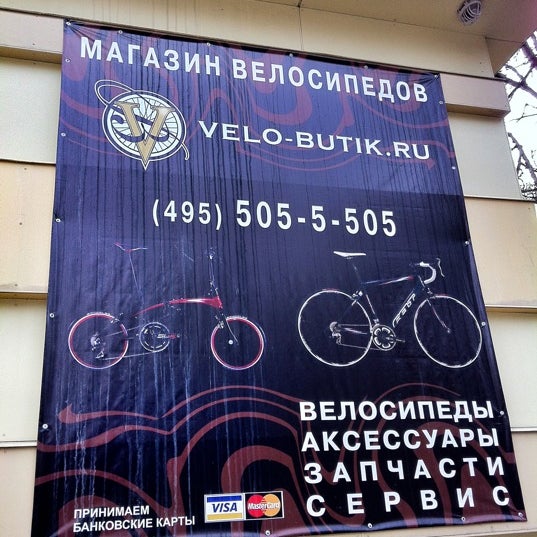 МАГАЗИН ВЕЛОСИПЕДОВ
VELO-BUTIK.RU
(495) 505-5-505
ВЕЛОСИПЕДЫ
АКСЕССУАРЫ
ЗАПЧАСТИ
СЕРВИС
ПРИНИМАЕМ
БАНКОВСКИЕ КАРТЫ
VISA MasterCard